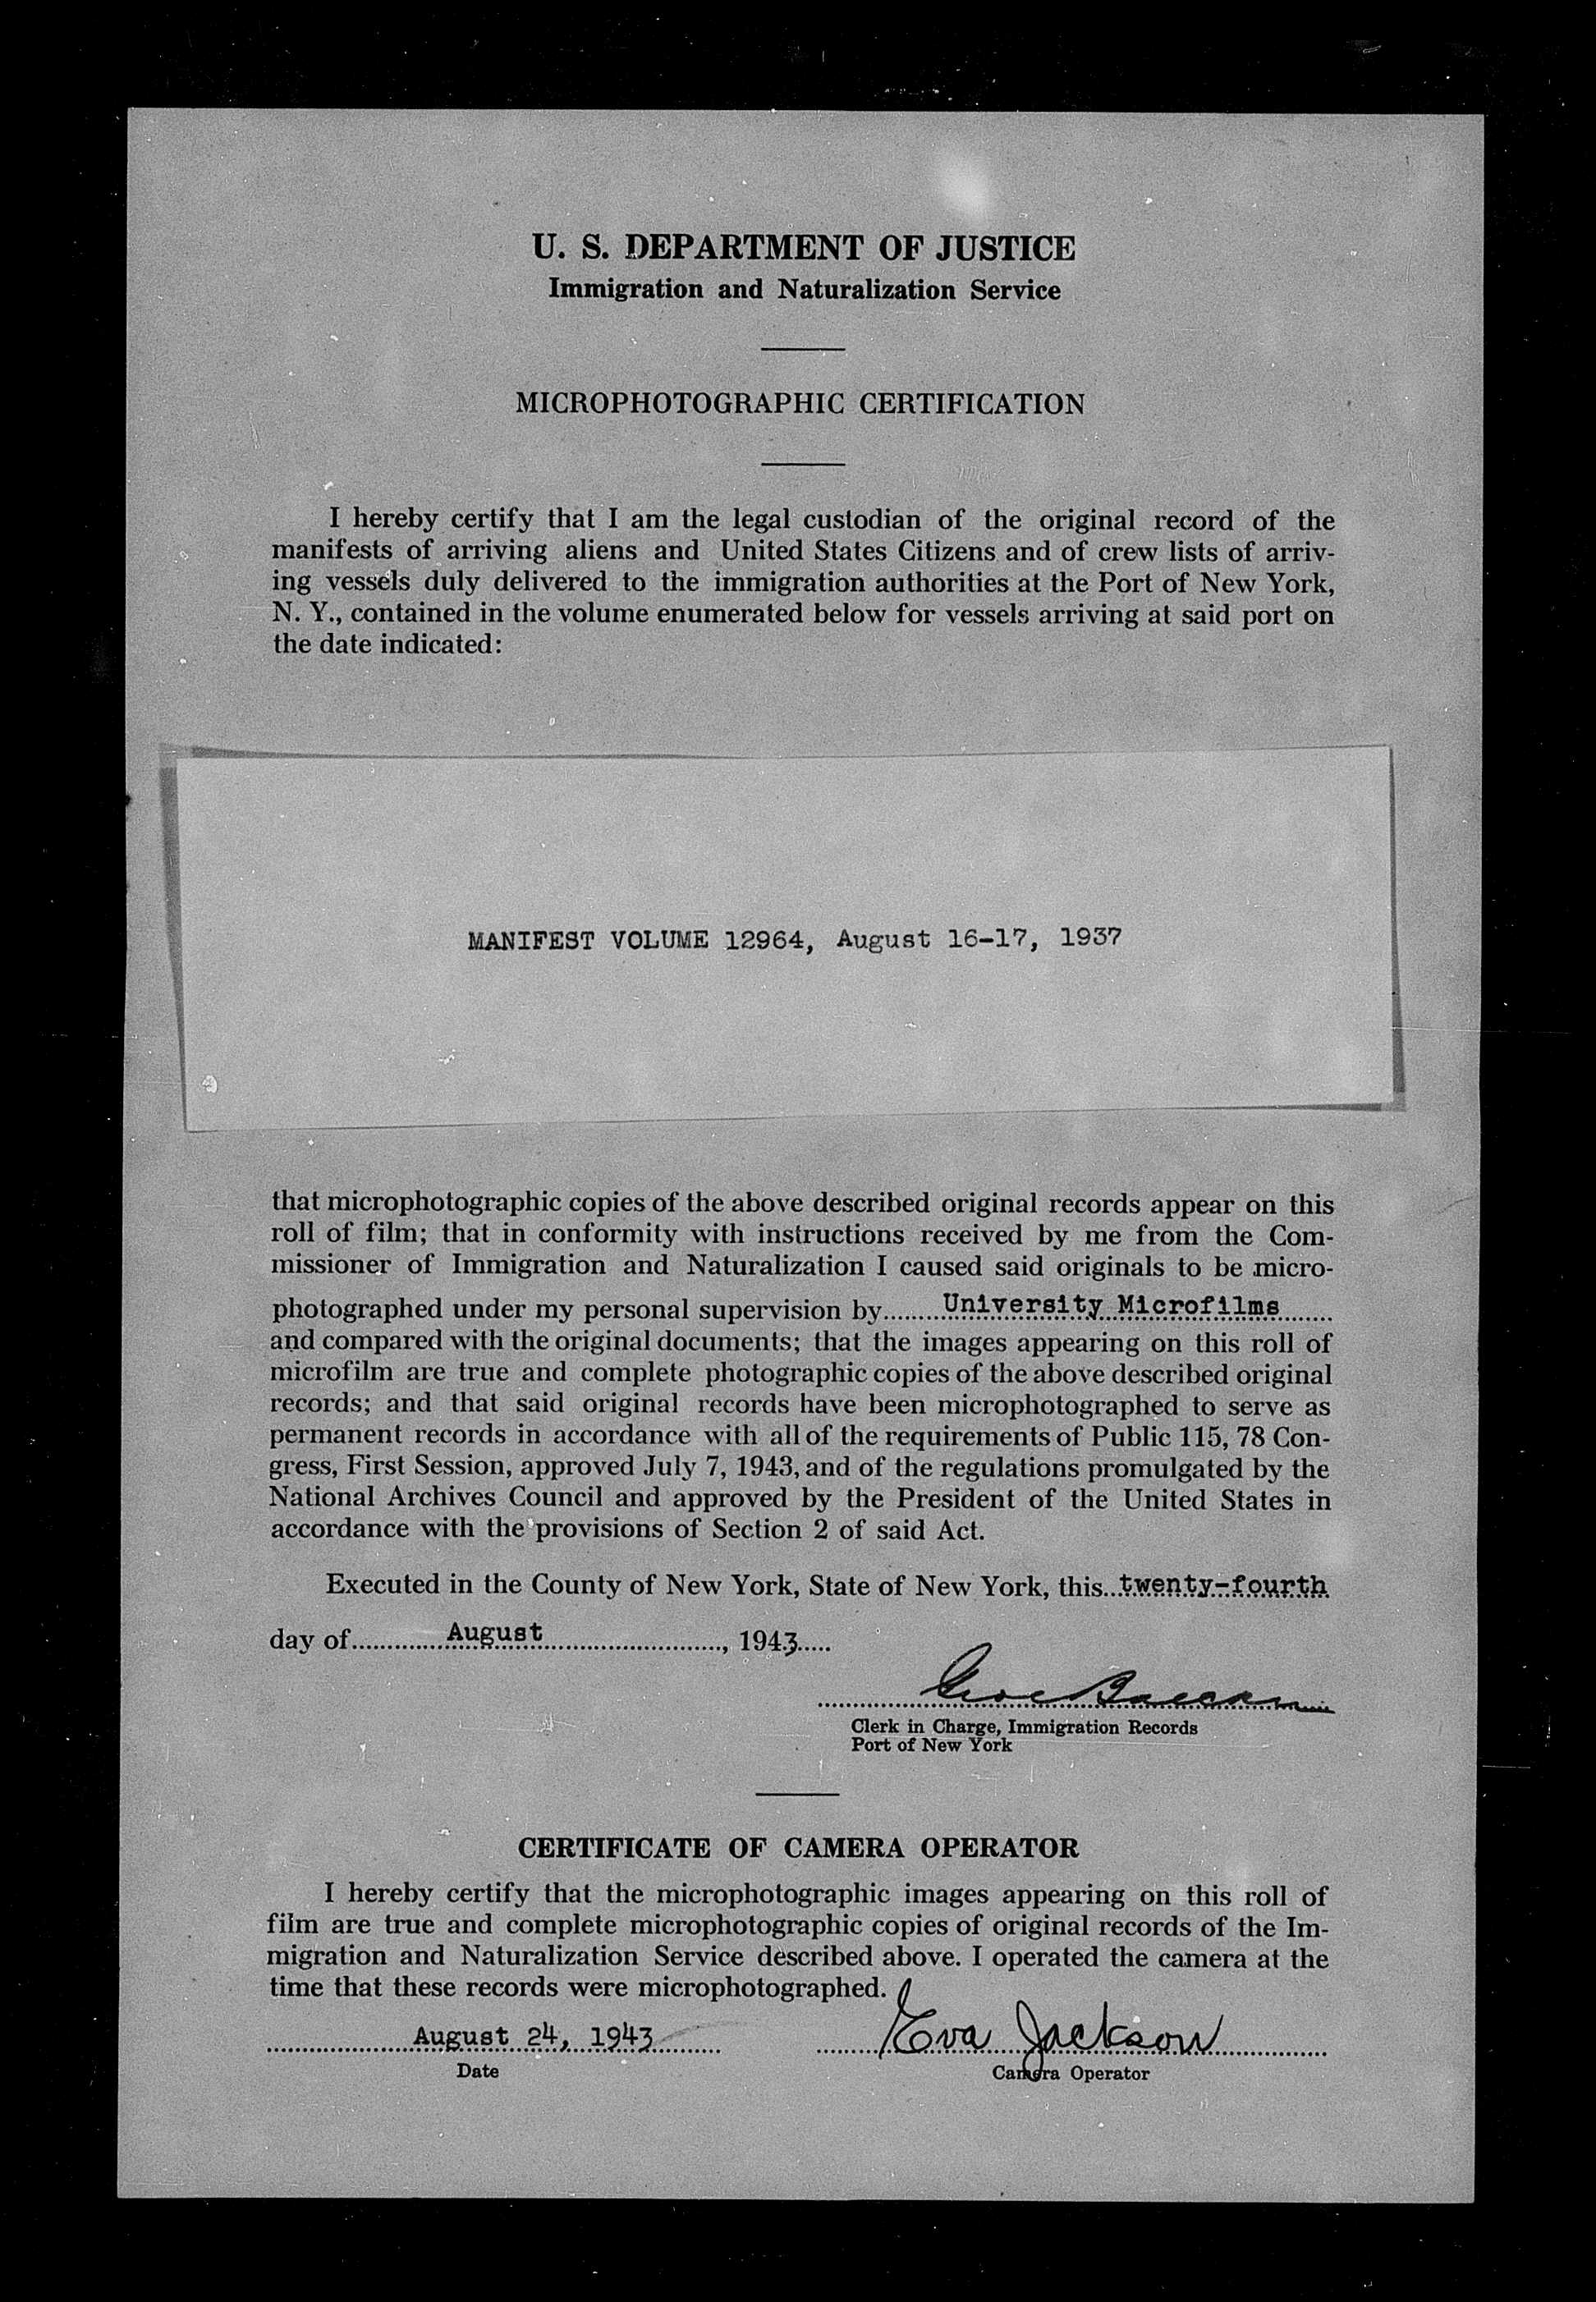 U. S. DEPARTMENT OF JUSTICE
Immigration and Naturalization Service
MICROPHOTOGRAPHIC CERTIFICATION
I hereby certify that I am the legal custodian of the original record of the
manifests of arriving aliens and United States Citizens and of crew lists of arriv-
ing vessels duly delivered to the immigration authorities at the Port of New York,
N. Y., contained in the volume enumerated below for vessels arriving at said port on
the date indicated:
MANIFEST VOLUME 12964, August 16-17, 1937
that microphotographic copies of the above described original records appear on this
roll of film; that in conformity with instructions received by me from the Com-
missioner of Immigration and Naturalization I caused said originals to be micro-
photographed under my personal supervision by........University Microfilms........
and compared with the original documents; that the images appearing on this roll of
microfilm are true and complete photographic copies of the above described original
records; and that said original records have been microphotographed to serve as
permanent records in accordance with all of the requirements of Public 115, 78 Con-
gress, First Session, approved July 7, 1943, and of the regulations promulgated by the
National Archives Council and approved by the President of the United States in
accordance with the provisions of Section 2 of said Act.
Executed in the County of New York, State of New York, this...twenty-fourth
day of..............August............................, 1943.....
Clerk in Charge, Immigration Records
Port of New York
CERTIFICATE OF CAMERA OPERATOR
I hereby certify that the microphotographic images appearing on this roll of
film are true and complete microphotographic copies of original records of the Im-
migration and Naturalization Service described above. I operated the camera at the
time that these records were microphotographed.
August 24, 1943 Eva Jackson
Date Camera Operator